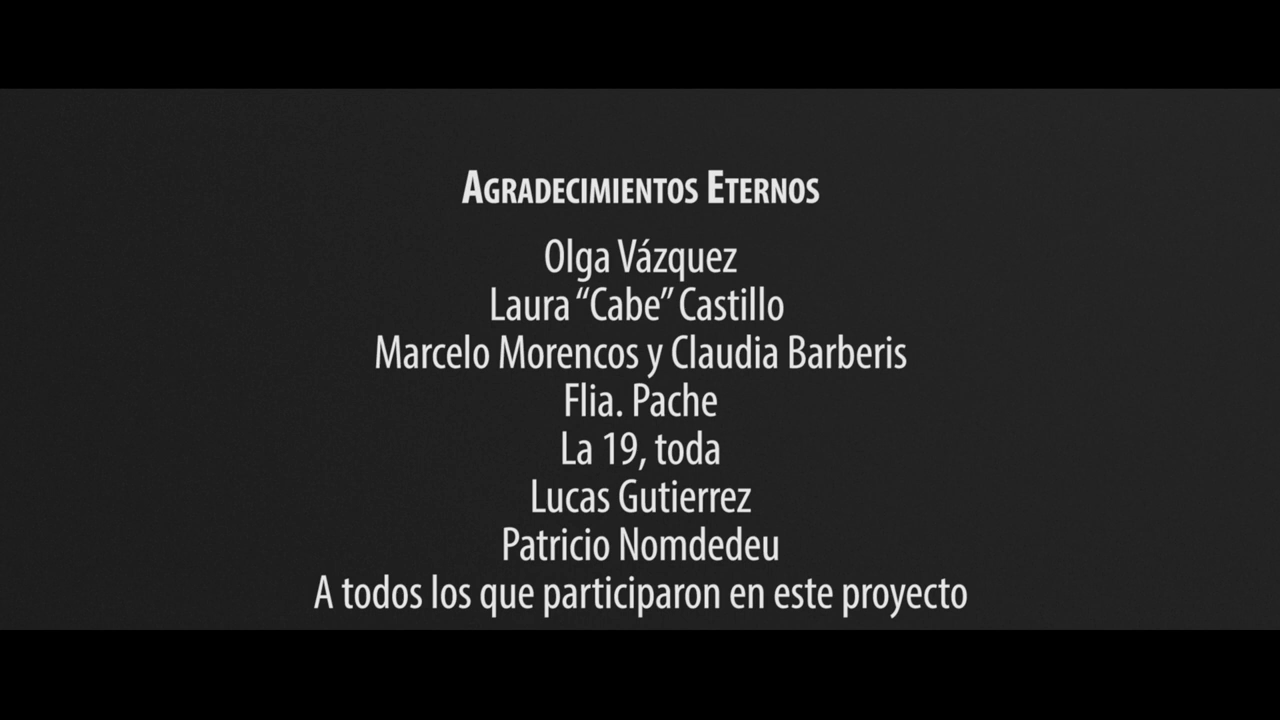 Agradecimientos Eternos
Olga Vázquez
Laura “Cabe” Castillo
Marcelo Morencos y Claudia Barberis
Flia. Pache
La 19, toda
Lucas Gutierrez
Patricio Nomdedeu
A todos los que participaron en este proyecto